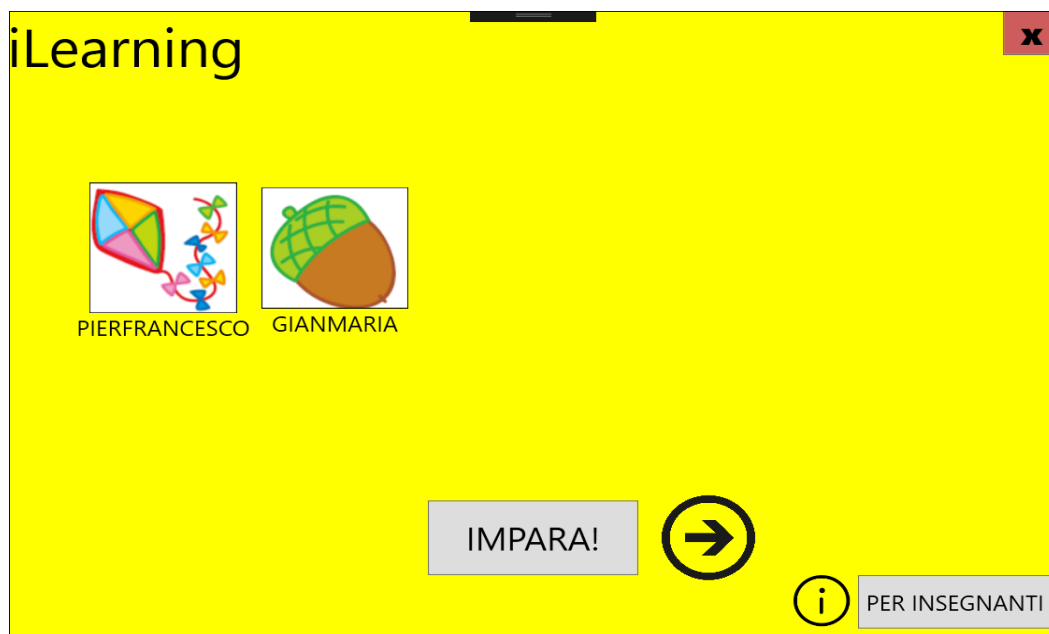 iLearning
x
PIERFRANCESCO
GIANMARIA
IMPARA!
i
PER INSEGNANTI